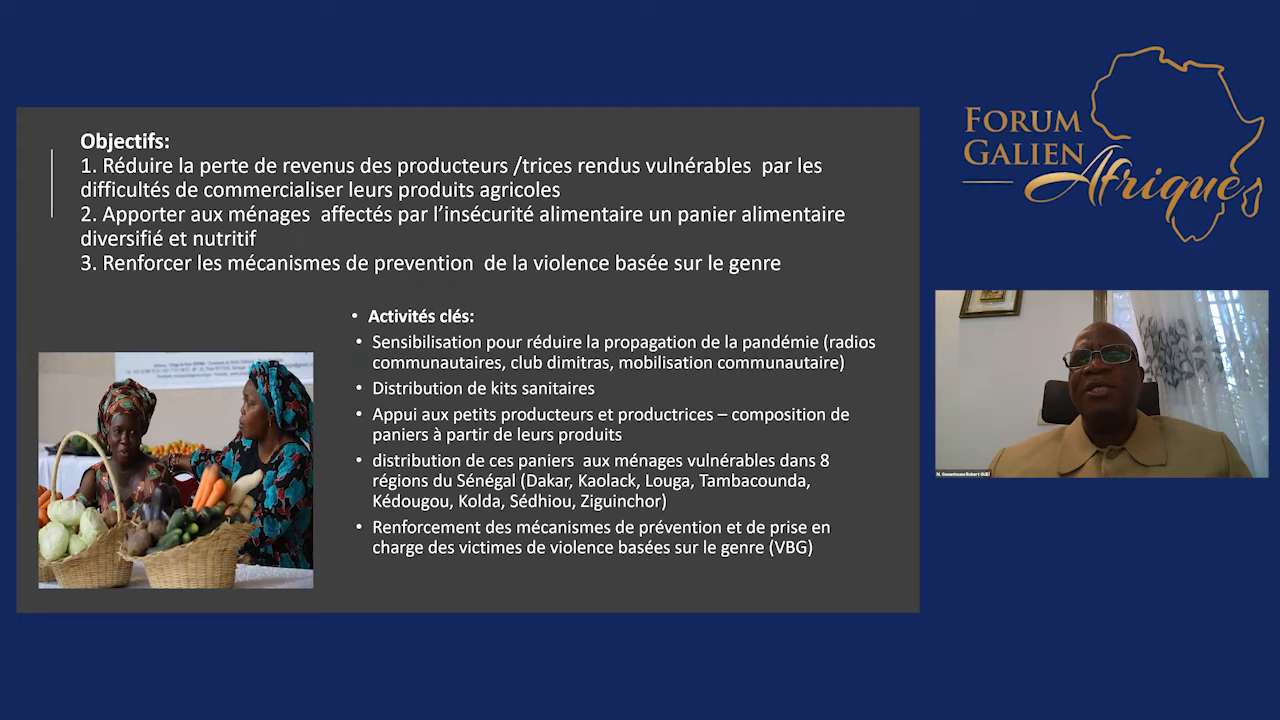 Objectifs:
1. Réduire la perte de revenus des producteurs /trices rendus vulnérables  par les
difficultés de commercialiser leurs produits agricoles
2. Apporter aux ménages  affectés par l'insécurité alimentaire un panier alimentaire
diversifié et nutritif
3. Renforcer les mécanismes de prevention  de la violence basée sur le genre
• Activités clés:
• Sensibilisation pour réduire la propagation de la pandémie (radios
communautaires, club dimitras, mobilisation communautaire)
• Distribution de kits sanitaires
• Appui aux petits producteurs et productrices – composition de
paniers à partir de leurs produits
• distribution de ces paniers  aux ménages vulnérables dans 8
régions du Sénégal (Dakar, Kaolack, Louga, Tambacounda,
Kédougou, Kolda, Sédhiou, Ziguinchor)
• Renforcement des mécanismes de prévention et de prise en
charge des victimes de violence basées sur le genre (VBG)
FORUM
GALIEN
Afrique
Robert GUEÏ